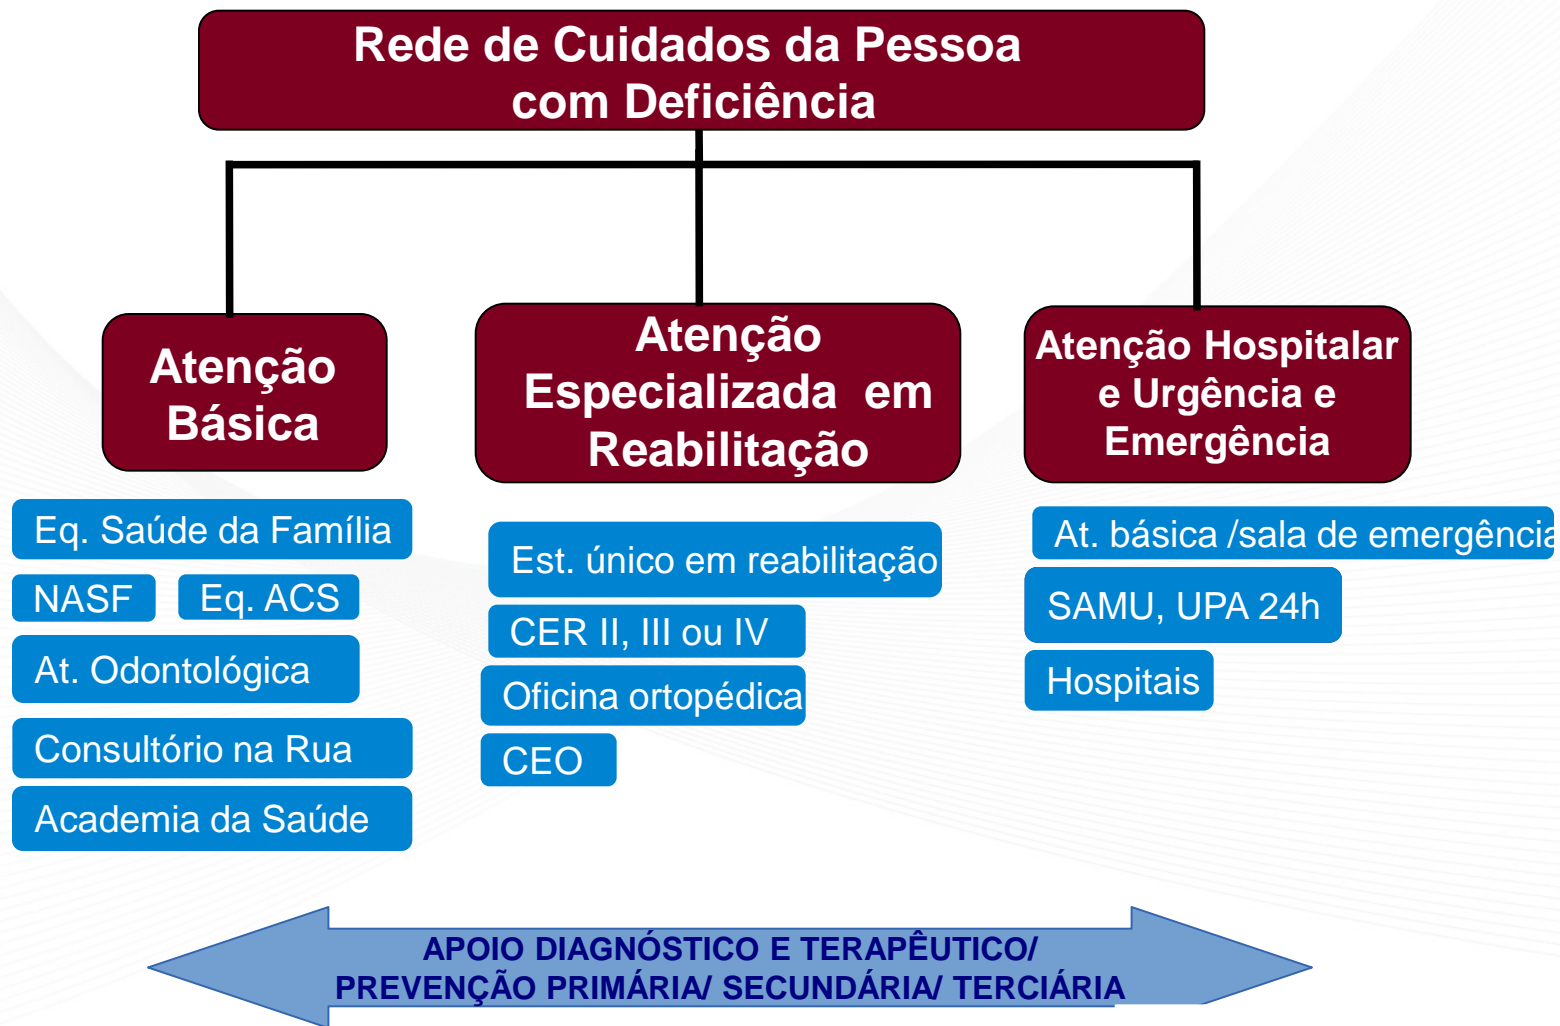 Rede de Cuidados da Pessoa
com Deficiência
Atenção
Básica
Atenção
Especializada em
Reabilitação
Atenção Hospitalar
e Urgência e
Emergência
Eq. Saúde da Família
NASF
Eq. ACS
At. Odontológica
Consultório na Rua
Academia da Saúde
Est. único em reabilitação
CER II, III ou IV
Oficina ortopédica
CEO
At. básica /sala de emergência
SAMU, UPA 24h
Hospitais
APOIO DIAGNÓSTICO E TERAPÊUTICO/
PREVENÇÃO PRIMÁRIA/ SECUNDÁRIA/ TERCIÁRIA